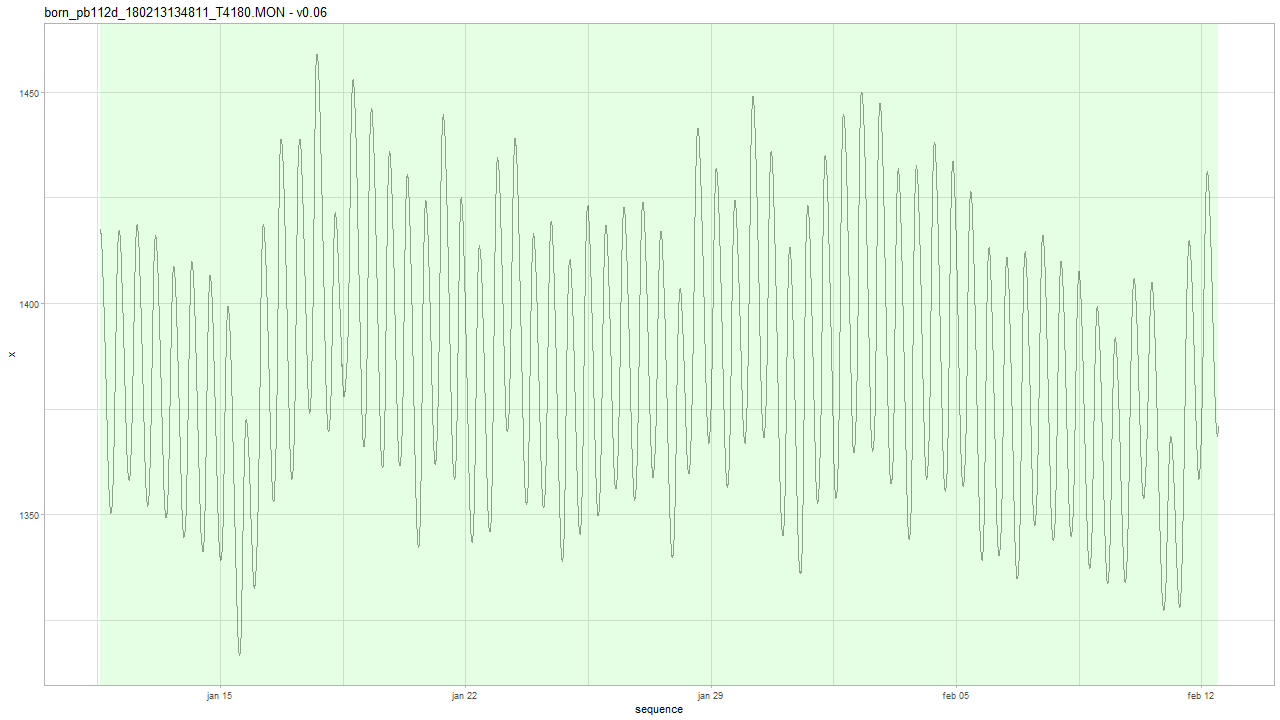 born_pb112d_180213134811_T4180.MON - v0.06
1450
1400
1350
x
jan 15
jan 22
jan 29
feb 05
feb 12
sequence